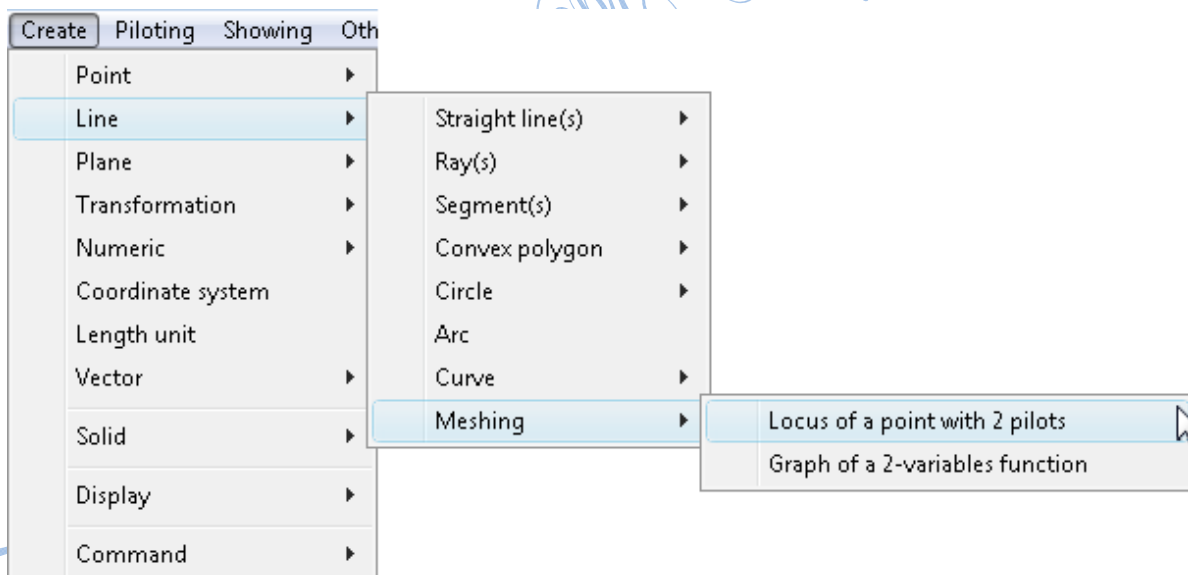 Create Piloting Showing Oth
Point
Line
Plane
Transformation
Numeric
Coordinate system
Length unit
Vector
Solid
Display
Command
Straight line(s)
Ray(s)
Segment(s)
Convex polygon
Circle
Arc
Curve
Meshing
Locus of a point with 2 pilots
Graph of a 2-variables function